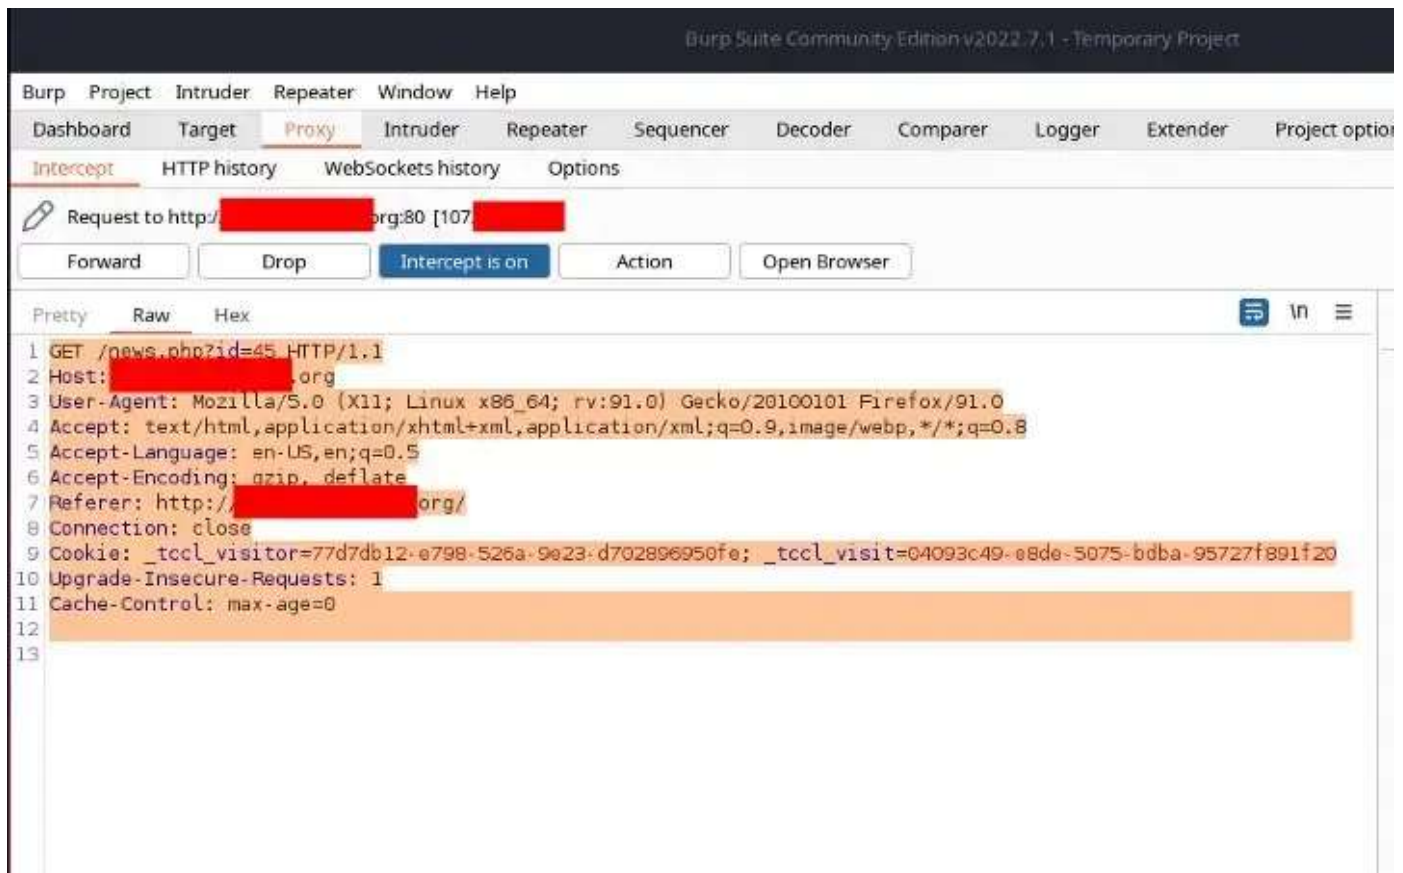 Burp Suite Community Edition v2022.7.1 - Temporary Project
Burp Project Intruder Repeater Window Help
Dashboard Target Proxy Intruder Repeater Sequencer Decoder Comparer Logger Extender Project option
Intercept HTTP history WebSockets history Options
Request to http:/ org:80 [107
Forward Drop Intercept is on Action Open Browser
Pretty Raw Hex \n
1 GET /news.php?id=45 HTTP/1.1
2 Host: .org
3 User-Agent: Mozilla/5.0 (X11; Linux x86_64; rv:91.0) Gecko/20100101 Firefox/91.0
4 Accept: text/html,application/xhtml+xml,application/xml;q=0.9,image/webp,*/*;q=0.8
5 Accept-Language: en-US,en;q=0.5
6 Accept-Encoding: gzip, deflate
7 Referer: http:// org/
8 Connection: close
9 Cookie: _tccl_visitor=77d7db12-e798-526a-9e23-d702896950fe; _tccl_visit=04093c49-e8de-5075-bdba-95727f891f20
10 Upgrade-Insecure-Requests: 1
11 Cache-Control: max-age=0
12
13